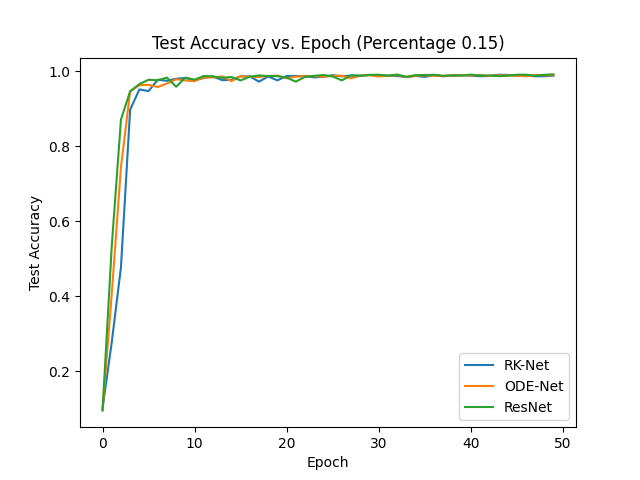 Test Accuracy vs. Epoch (Percentage 0.15)
Test Accuracy
1.0
0.8
0.6
0.4
0.2
0 10 20 30 40 50
Epoch
RK-Net
ODE-Net
ResNet